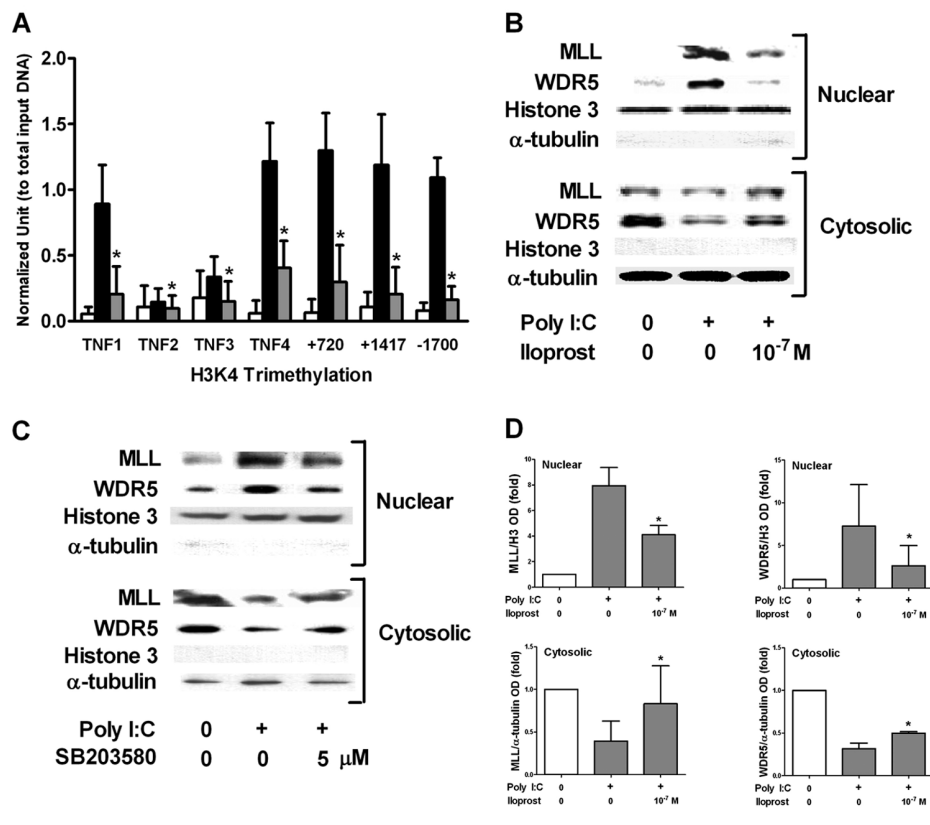 A
Normalized Unit (to total input DNA)
2.0
1.5
1.0
0.5
0.0
* * * * * * *
TNF1 TNF2 TNF3 TNF4 +720 +1417 -1700
H3K4 Trimethylation
B
MLL
WDR5
Histone 3
α-tubulin
Nuclear
MLL
WDR5
Histone 3
α-tubulin
Cytosolic
Poly I:C 0 + +
Iloprost 0 0 10⁻⁷ M
C
MLL
WDR5
Histone 3
α-tubulin
Nuclear
MLL
WDR5
Histone 3
α-tubulin
Cytosolic
Poly I:C 0 + +
SB203580 0 0 5 μM
D
Nuclear
MLL/H3 OD (fold)
10
8
6
4
2
0
*
Poly I:C 0 + +
Iloprost 0 0 10⁻⁷ M
Nuclear
WDR5/H3 OD (fold)
15
10
5
0
*
Poly I:C 0 + +
Iloprost 0 0 10⁻⁷ M
Cytosolic
MLL/α-tubulin OD (fold)
1.5
1.0
0.5
0.0
*
Poly I:C 0 + +
Iloprost 0 0 10⁻⁷ M
Cytosolic
WDR5/α-tubulin OD (fold)
1.5
1.0
0.5
0.0
*
Poly I:C 0 + +
Iloprost 0 0 10⁻⁷ M